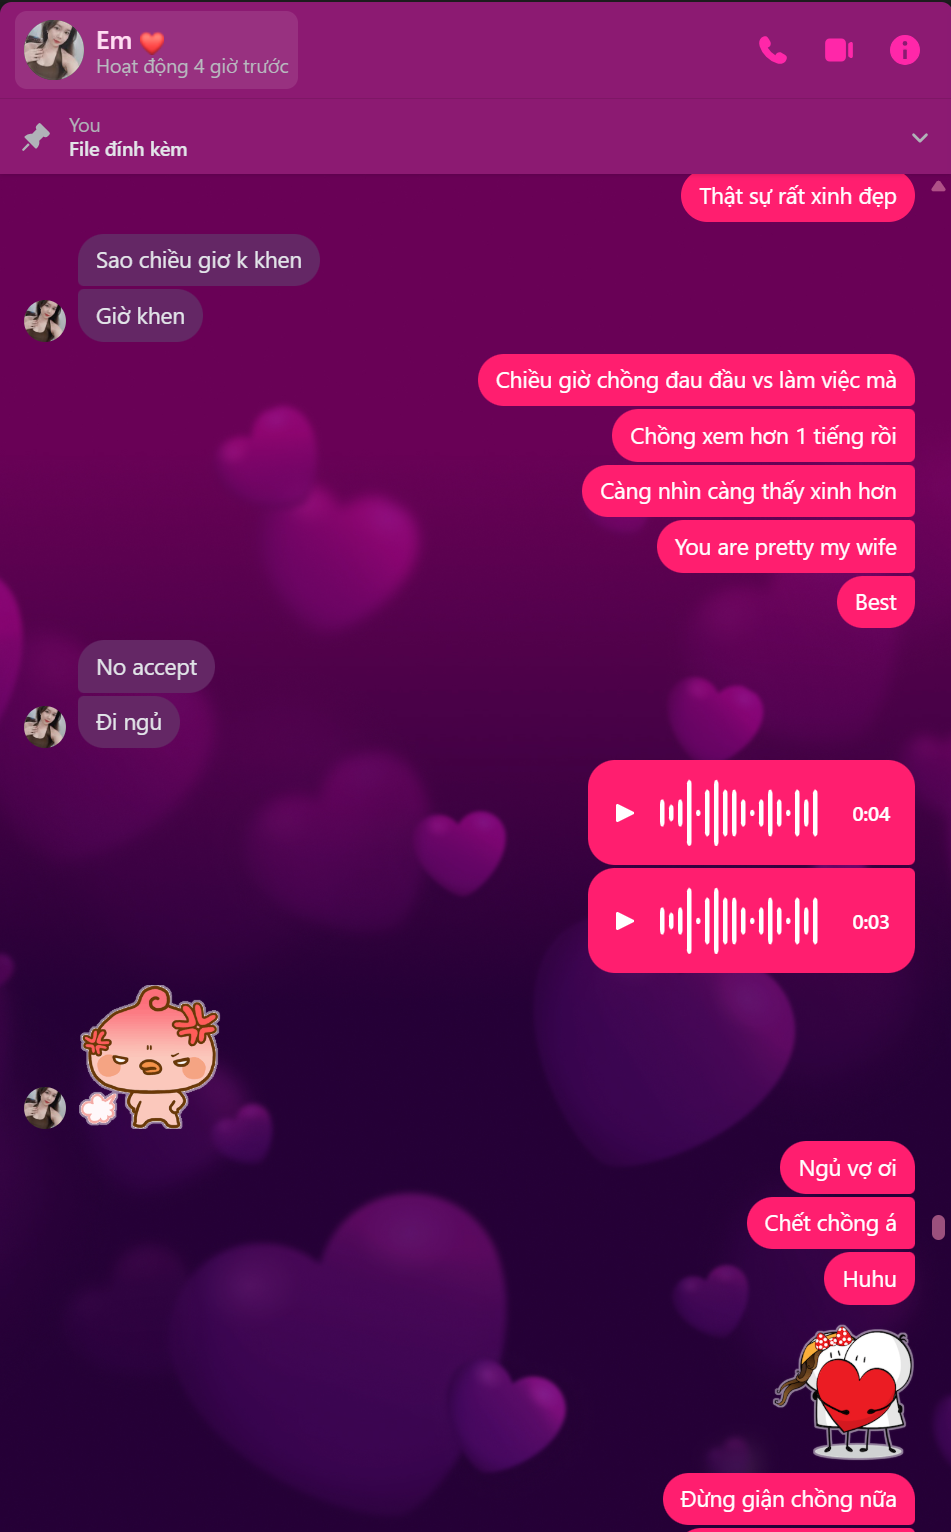 Em
Hoạt động 4 giờ trước
You
File đính kèm
Thật sự rất xinh đẹp
Sao chiều giơ k khen
Giờ khen
Chiều giờ chồng đau đầu vs làm việc mà
Chồng xem hơn 1 tiếng rồi
Càng nhìn càng thấy xinh hơn
You are pretty my wife
Best
No accept
Đi ngủ
0:04
0:03
Ngủ vợ ơi
Chết chồng á
Huhu
Đừng giận chồng nữa